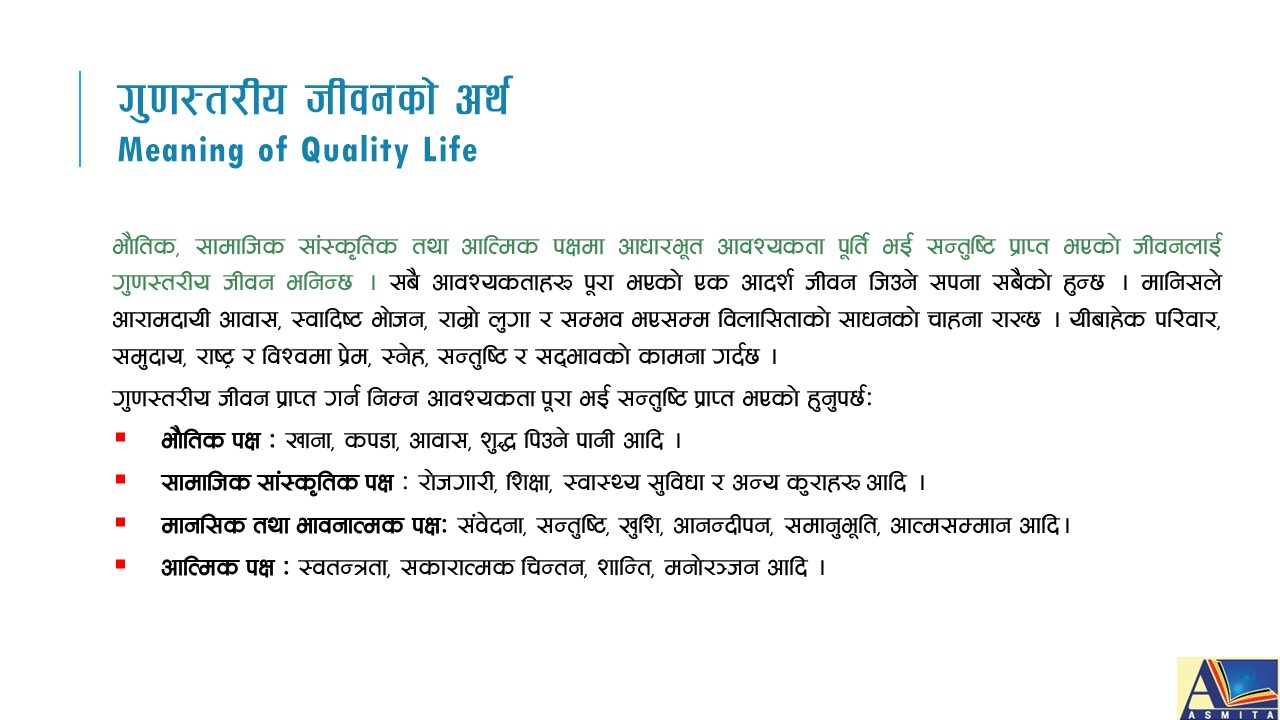 गुणस्तरीय जीवनको अर्थ
Meaning of Quality Life
भौतिक, सामाजिक सांस्कृतिक तथा आत्मिक पक्षमा आधारभूत आवश्यकता पूर्ति भई सन्तुष्टि प्राप्त भएको जीवनलाई
गुणस्तरीय जीवन भनिन्छ । सबै आवश्यकताहरू पूरा भएको एक आदर्श जीवन जिउने सपना सबैको हुन्छ । मानिसले
आरामदायी आवास, स्वादिष्ट भोजन, राम्रो लुगा र सम्भव भएसम्म विलासिताको साधनको चाहना राख्छ । यीबाहेक परिवार,
समुदाय, राष्ट्र र विश्वमा प्रेम, स्नेह, सन्तुष्टि र सद्भावको कामना गर्दछ ।
गुणस्तरीय जीवन प्राप्त गर्न निम्न आवश्यकता पूरा भई सन्तुष्टि प्राप्त भएको हुनुपर्छ:
▪ भौतिक पक्ष : खाना, कपडा, आवास, शुद्ध पिउने पानी आदि ।
▪ सामाजिक सांस्कृतिक पक्ष : रोजगारी, शिक्षा, स्वास्थ्य सुविधा र अन्य कुराहरू आदि ।
▪ मानसिक तथा भावनात्मक पक्ष: संवेदना, सन्तुष्टि, खुशि, आनन्दीपन, समानुभूति, आत्मसम्मान आदि।
▪ आत्मिक पक्ष : स्वतन्त्रता, सकारात्मक चिन्तन, शान्ति, मनोरञ्जन आदि ।
ASMITA